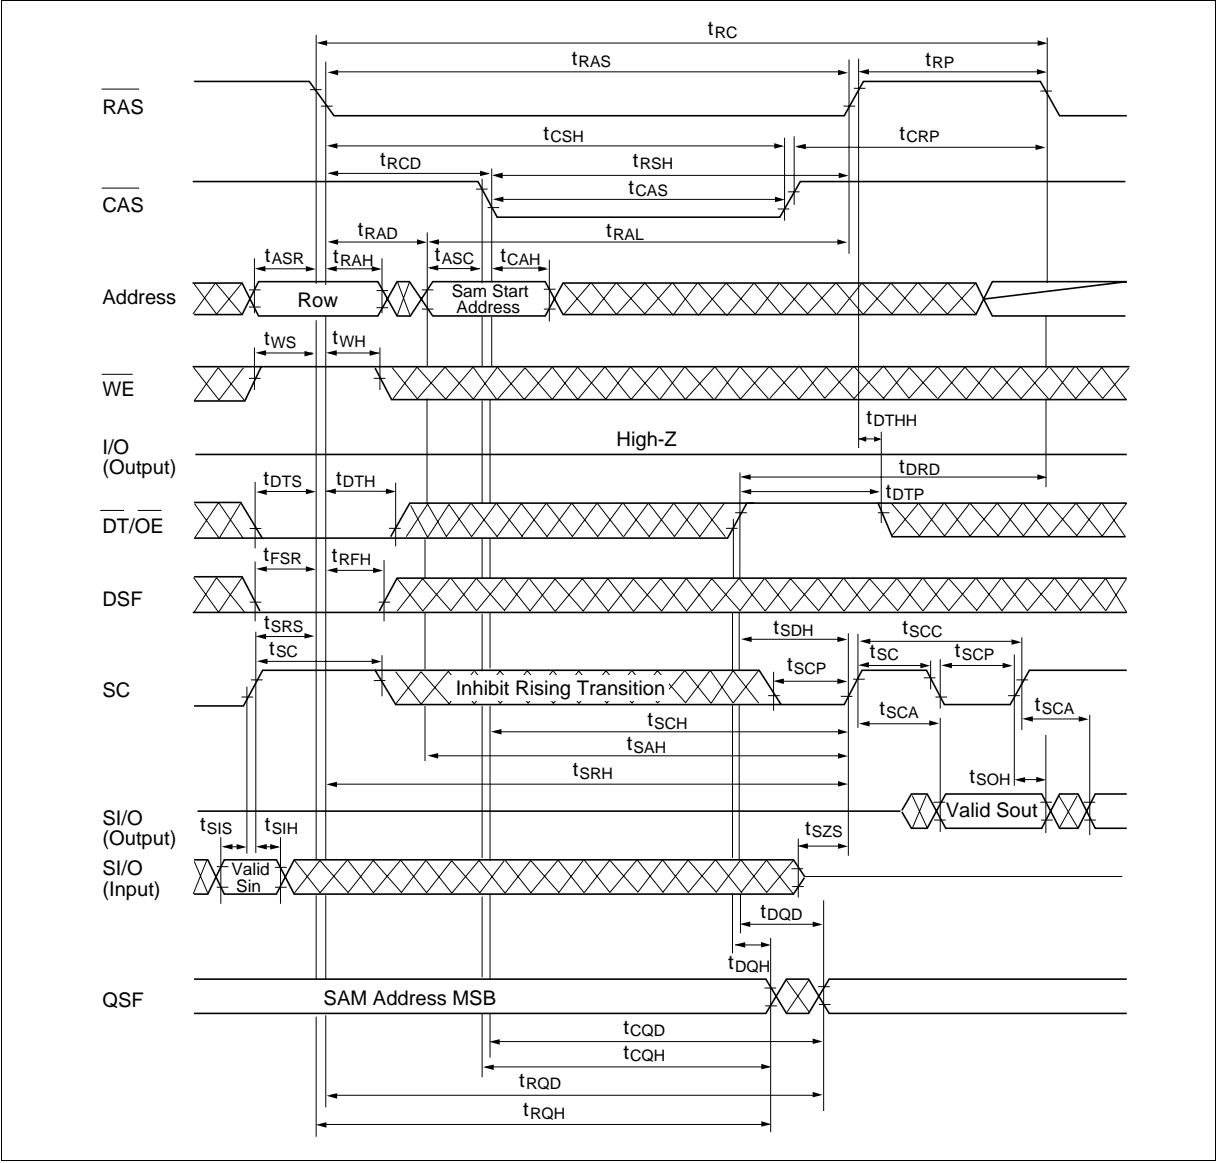 tRC
tRAS tRP
RAS
tCSH tCRP
tRCD tRSH
CAS tCAS
tRAD tRAL
tASR tRAH tASC tCAH
Address Row Sam Start Address
tWS tWH
WE
tDTHH
I/O (Output) High-Z
tDRD
tDTS tDTH tDTP
DT/OE
tFSR tRFH
DSF
tSRS tSDH tSCC
tSC tSCP tSC tSCP
SC Inhibit Rising Transition
tSCH tSCA tSCA
tSAH
tSRH tSOH
SI/O (Output) Valid Sout
tSIS tSIH tSZS
SI/O (Input) Valid Sin
tDQD
tDQH
QSF SAM Address MSB
tCQD
tCQH
tRQD
tRQH